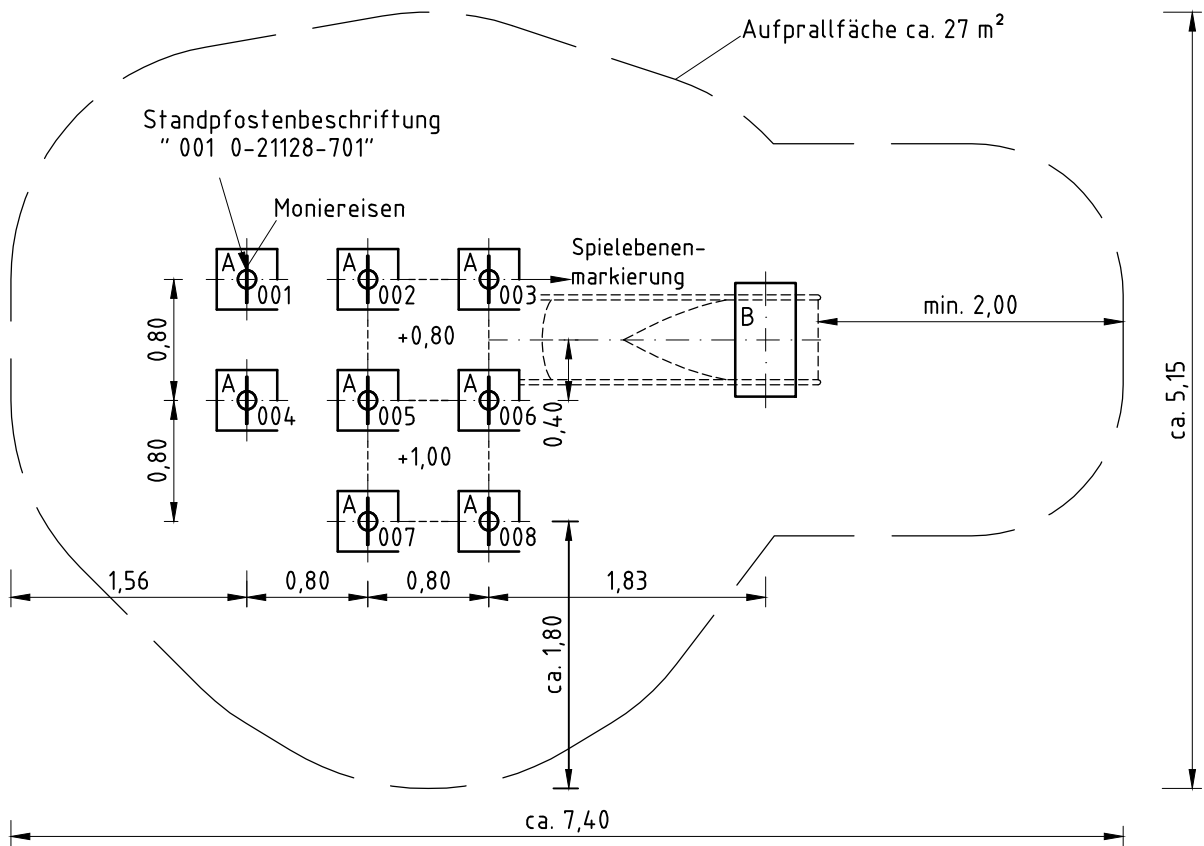 Aufprallfäche ca. 27 m²
Standpfostenbeschriftung
" 001 0-21128-701"
Moniereisen
Spielebenen-
markierung
A
001
A
002
A
003
+0,80
B
min. 2,00
0,80
ca. 5,15
A
004
A
005
A
006
0,40
0,80
+1,00
A
007
A
008
1,56
0,80
0,80
1,83
ca. 1,80
ca. 7,40